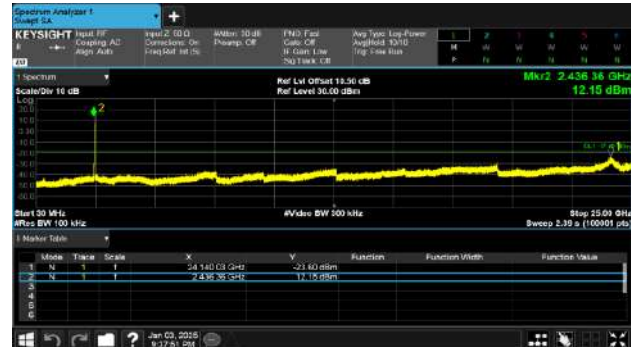 Spectrum Analyzer 1
Swept SA
+
KEYSIGHT Input: RF
Coupling: AC
Align: Auto
Input Z: 50 Ω
Corrections: On
Freq Ref: Int (S)
#Atten: 30 dB
Preamp: Off
PNO: Fast
Gate: Off
IF Gain: Low
Sig Track: Off
Avg Type: Log-Power
Avg|Hold: 10/10
Trig: Free Run
1 Spectrum
Scale/Div 10 dB
Log
Ref Lvl Offset 10.50 dB
Ref Level 30.00 dBm
Mkr2 2.436 36 GHz
12.15 dBm
2
1
Start 30 MHz
#Res BW 100 kHz
#Video BW 300 kHz
Stop 25.00 GHz
Sweep 2.39 s (100001 pts)
Marker Table
Mode Trace Scale X Y Function Function Width Function Value
1 N 1 f 24.140 03 GHz -23.60 dBm
2 N 1 f 2.436 36 GHz 12.15 dBm
3
4
5
6
?
Jan 03, 2025
9:37:51 PM